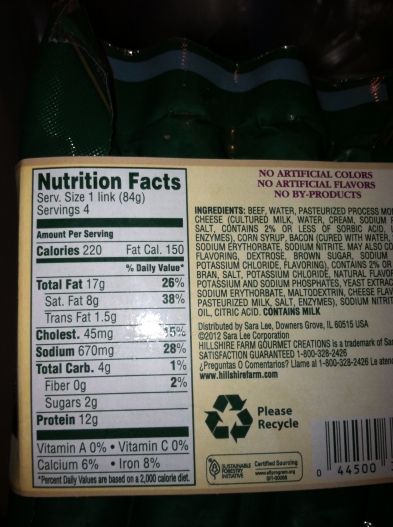 Nutrition Facts
Serv. Size 1 link (84g)
Servings 4
Amount Per Serving
Calories 220 Fat Cal. 150
% Daily Value*
Total Fat 17g 26%
Sat. Fat 8g 38%
Trans Fat 1.5g
Cholest. 45mg 15%
Sodium 670mg 28%
Total Carb. 4g 1%
Fiber 0g 2%
Sugars 2g
Protein 12g
Vitamin A 0% • Vitamin C 0%
Calcium 6% • Iron 8%
*Percent Daily Values are based on a 2,000 calorie diet.
NO ARTIFICIAL COLORS
NO ARTIFICIAL FLAVORS
NO BY-PRODUCTS
INGREDIENTS: BEEF, WATER, PASTEURIZED PROCESS
CHEESE (CULTURED MILK, WATER, CREAM, SODIUM
SALT, CONTAINS 2% OR LESS OF SORBIC ACID,
ENZYMES), CORN SYRUP, BACON (CURED WITH WATER,
SODIUM ERYTHORBATE, SODIUM NITRITE. MAY ALSO
FLAVORING, DEXTROSE, BROWN SUGAR, SODIUM
POTASSIUM CHLORIDE, FLAVORING), CONTAINS 2% OR
BRAN, SALT, POTASSIUM CHLORIDE, NATURAL
POTASSIUM AND SODIUM PHOSPHATES, YEAST
SODIUM ERYTHORBATE, MALTODEXTRIN, CHEESE
PASTEURIZED MILK, SALT, ENZYMES), SODIUM
OIL, CITRIC ACID. CONTAINS MILK
Distributed by Sara Lee, Downers Grove, IL 60515 USA
©2012 Sara Lee Corporation
HILLSHIRE FARM GOURMET CREATIONS is a trademark of
SATISFACTION GUARANTEED 1-800-328-2426
¿Preguntas O Comentarios? Llame al 1-800-328-2426 Le
www.hillshirefarm.com
Please
Recycle
SUSTAINABLE
FORESTRY
INITIATIVE
Certified Sourcing
www.sfiprogram.org
0 44500